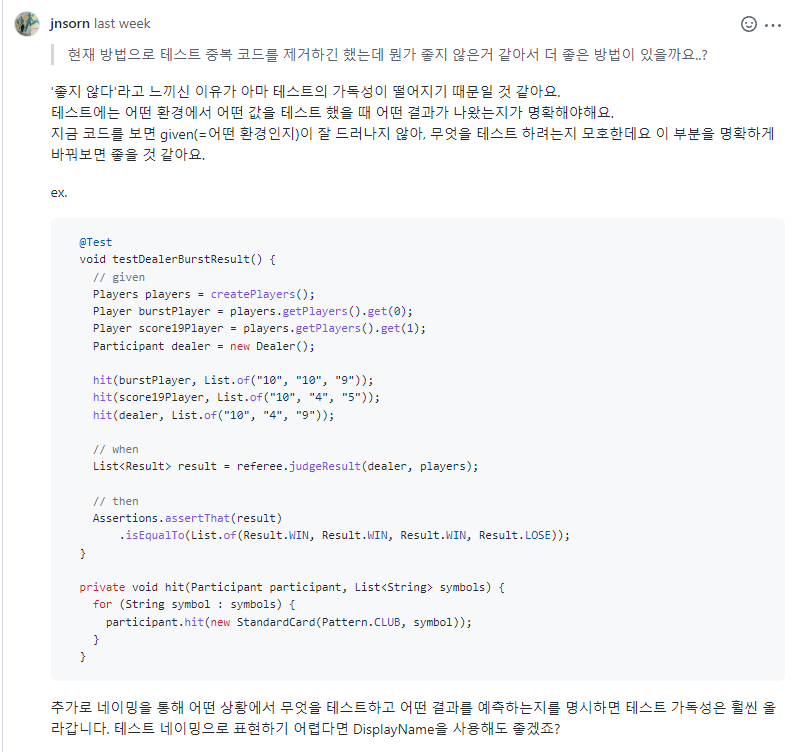 jnsorn last week
현재 방법으로 테스트 중복 코드를 제거하긴 했는데 뭔가 좋지 않은거 같아서 더 좋은 방법이 있을까요..?
'좋지 않다'라고 느끼신 이유가 아마 테스트의 가독성이 떨어지기 때문일 것 같아요.
테스트에는 어떤 환경에서 어떤 값을 테스트 했을 때 어떤 결과가 나왔는지가 명확해야해요.
지금 코드를 보면 given(=어떤 환경인지)이 잘 드러나지 않아, 무엇을 테스트 하려는지 모호한데요 이 부분을 명확하게
바꿔보면 좋을 것 같아요.
ex.
@Test
void testDealerBurstResult() {
  // given
  Players players = createPlayers();
  Player burstPlayer = players.getPlayers().get(0);
  Player score19Player = players.getPlayers().get(1);
  Participant dealer = new Dealer();

  hit(burstPlayer, List.of("10", "10", "9"));
  hit(score19Player, List.of("10", "4", "5"));
  hit(dealer, List.of("10", "4", "9"));

  // when
  List<Result> result = referee.judgeResult(dealer, players);

  // then
  Assertions.assertThat(result)
      .isEqualTo(List.of(Result.WIN, Result.WIN, Result.WIN, Result.LOSE));
}

private void hit(Participant participant, List<String> symbols) {
  for (String symbol : symbols) {
    participant.hit(new StandardCard(Pattern.CLUB, symbol));
  }
}
추가로 네이밍을 통해 어떤 상황에서 무엇을 테스트하고 어떤 결과를 예측하는지를 명시하면 테스트 가독성은 훨씬 올
라갑니다. 테스트 네이밍으로 표현하기 어렵다면 DisplayName을 사용해도 좋겠죠?